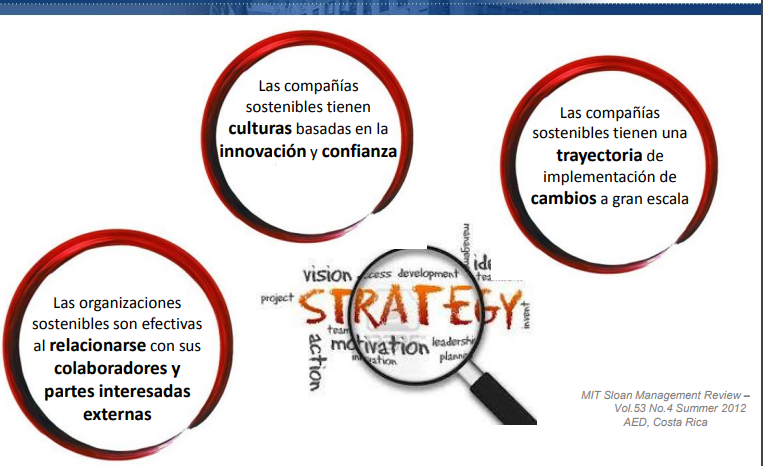 Las compañías
sostenibles tienen
culturas basadas en la
innovación y confianza
Las compañías
sostenibles tienen una
trayectoria de
implementación de
cambios a gran escala
Las organizaciones
sostenibles son efectivas
al relacionarse con sus
colaboradores y
partes interesadas
externas
vision
development
project
STRATEGY
team
action
motivation
leadership
invent
MIT Sloan Management Review –
Vol.53 No.4 Summer 2012
AED, Costa Rica